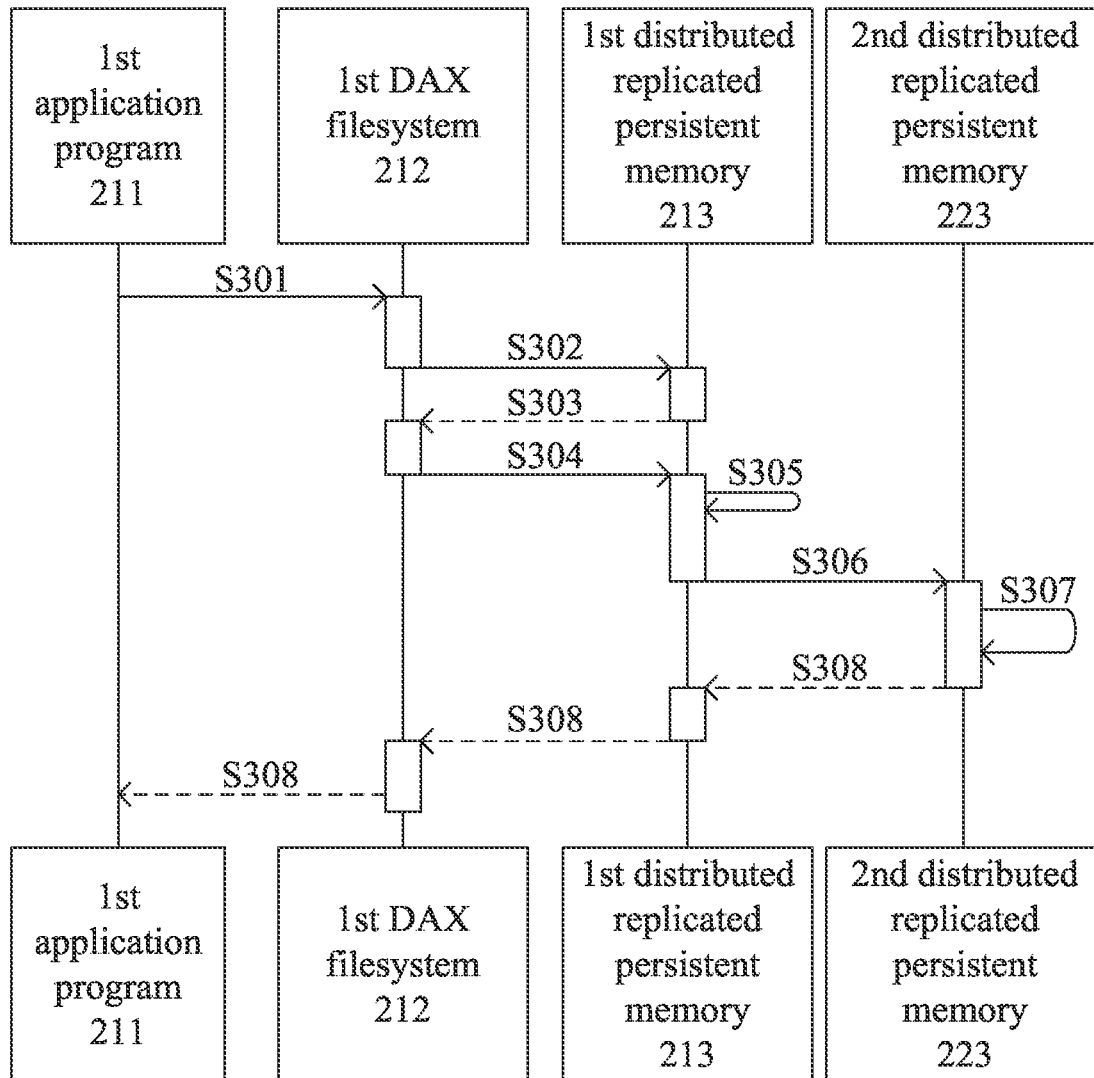 1st
application
program
211
1st DAX
filesystem
212
1st distributed
replicated
persistent
memory
213
2nd distributed
replicated
persistent
memory
223
S301
S302
S303
S304
S305
S306
S307
S308
S308
S308
1st
application
program
211
1st DAX
filesystem
212
1st distributed
replicated
persistent
memory
213
2nd distributed
replicated
persistent
memory
223